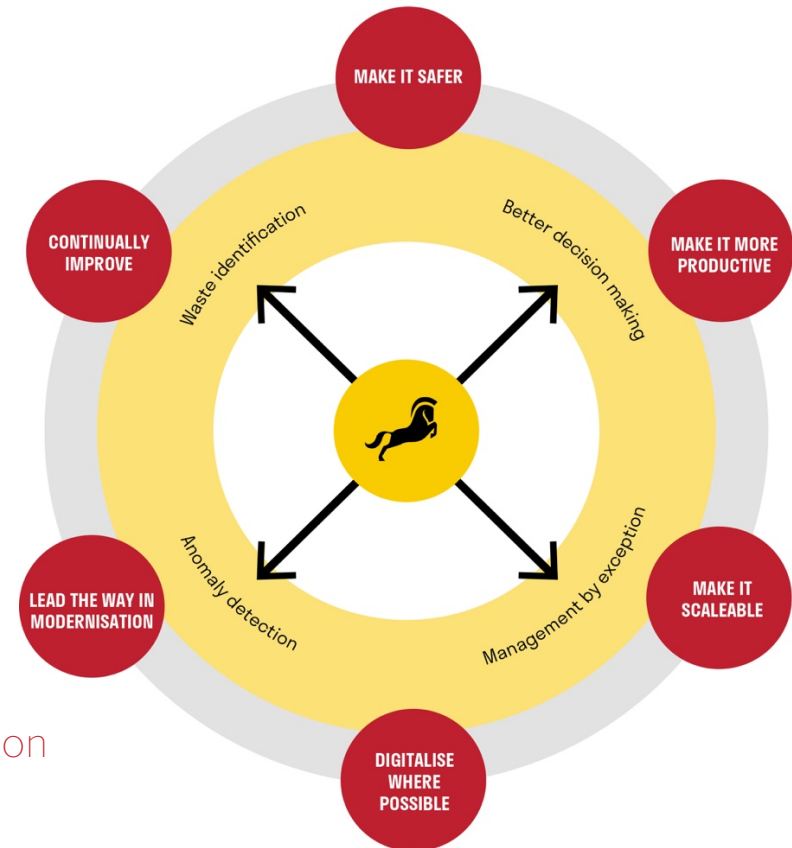 MAKE IT SAFER
CONTINUALLY
IMPROVE
Waste identification
Better decision making
MAKE IT MORE
PRODUCTIVE
LEAD THE WAY IN
MODERNISATION
Anomaly detection
Management by exception
MAKE IT
SCALEABLE
on
DIGITALISE
WHERE
POSSIBLE